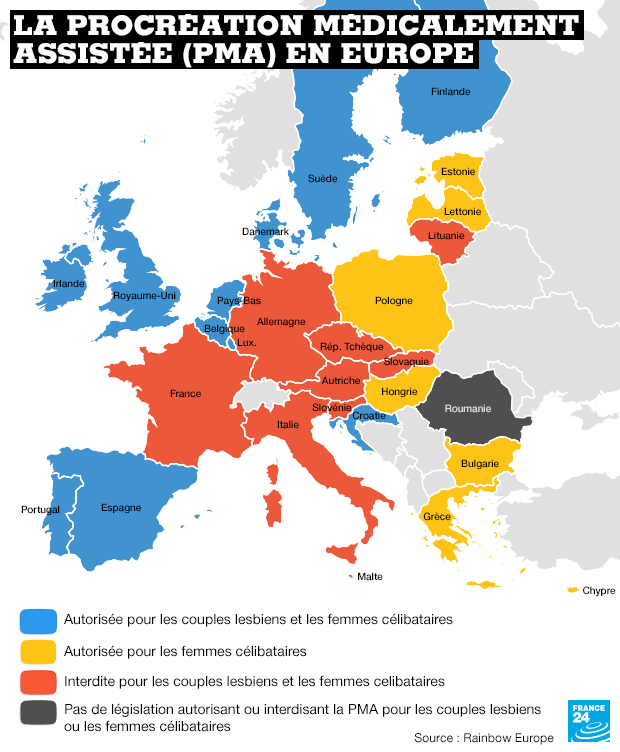 LA PROCRÉATION MÉDICALEMENT
ASSISTÉE (PMA) EN EUROPE
Finlande
Suède
Estonie
Lettonie
Danemark
Lituanie
Irlande
Royaume-Uni
Pays-Bas
Pologne
Belgique
Allemagne
Lux.
Rép. Tchèque
Slovaquie
Autriche
France
Hongrie
Slovénie
Roumanie
Croatie
Italie
Bulgarie
Portugal
Espagne
Grèce
Malte
Chypre
Autorisée pour les couples lesbiens et les femmes célibataires
Autorisée pour les femmes célibataires
Interdite pour les couples lesbiens et les femmes celibataires
Pas de législation autorisant ou interdisant la PMA pour les couples lesbiens
ou les femmes célibataires
FRANCE
24
Source : Rainbow Europe